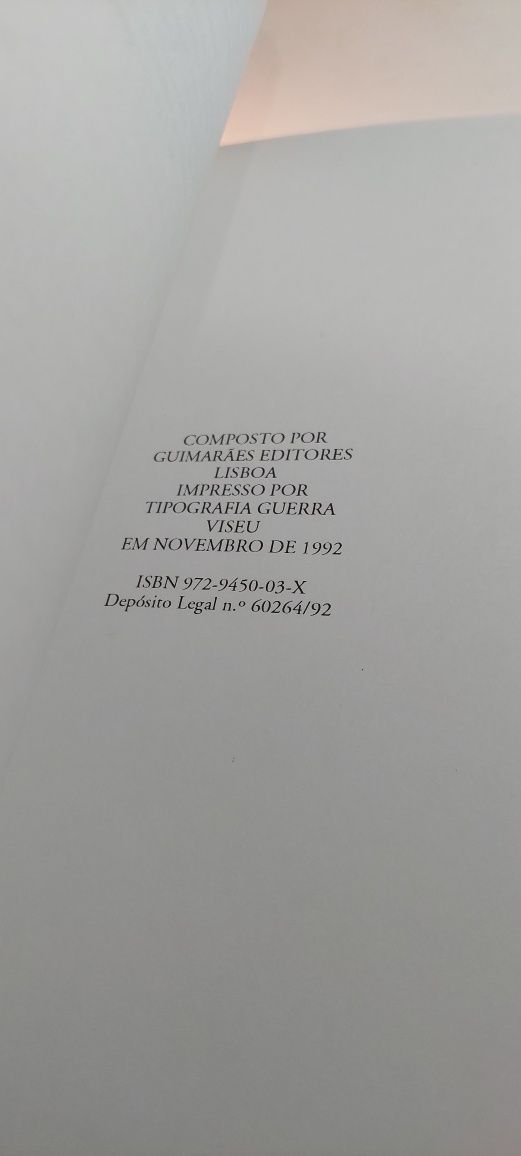 COMPOSTO POR
GUIMARÃES EDITORES
LISBOA
IMPRESSO POR
TIPOGRAFIA GUERRA
VISEU
EM NOVEMBRO DE 1992
ISBN 972-9450-03-X
Depósito Legal n.º 60264/92